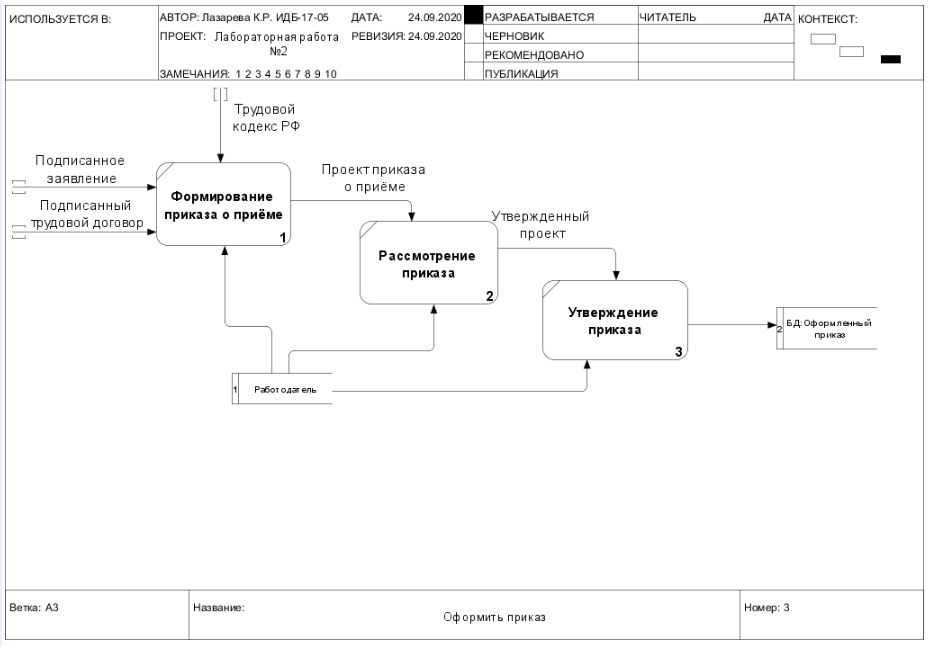 ИСПОЛЬЗУЕТСЯ В:
АВТОР: Лазарева К.Р. ИДБ-17-05
ДАТА: 24.09.2020
ПРОЕКТ: Лабораторная работа
№2
РЕВИЗИЯ: 24.09.2020
ЗАМЕЧАНИЯ: 1 2 3 4 5 6 7 8 9 10
РАЗРАБАТЫВАЕТСЯ
ЧЕРНОВИК
РЕКОМЕНДОВАНО
ПУБЛИКАЦИЯ
ЧИТАТЕЛЬ
ДАТА
КОНТЕКСТ:
Трудовой
кодекс РФ
Подписанное
заявление
Подписанный
трудовой договор
Формирование
приказа о приёме
1
Проект приказа
о приёме
Рассмотрение
приказа
2
Утвержденный
проект
Утверждение
приказа
3
2
БД:Оформленный
приказ
1
Работодатель
Ветка: A3
Название:
Оформить приказ
Номер: 3